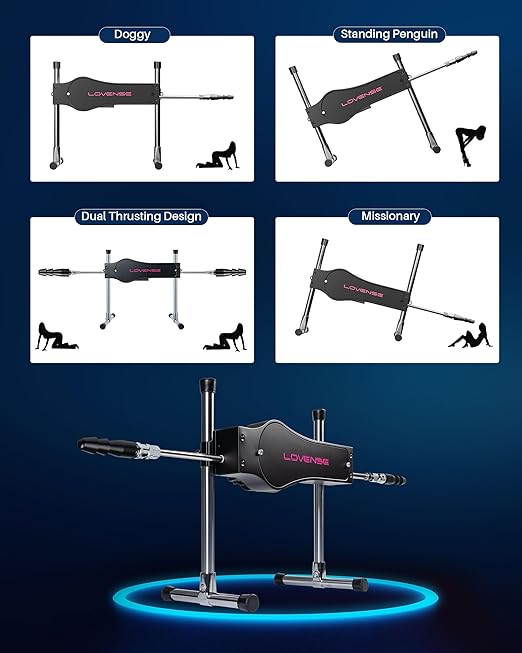 Doggy
Standing Penguin
LOVENSE
LOVENSE
Dual Thrusting Design
Missionary
LOVENSE
LOVENSE
LOVENSE